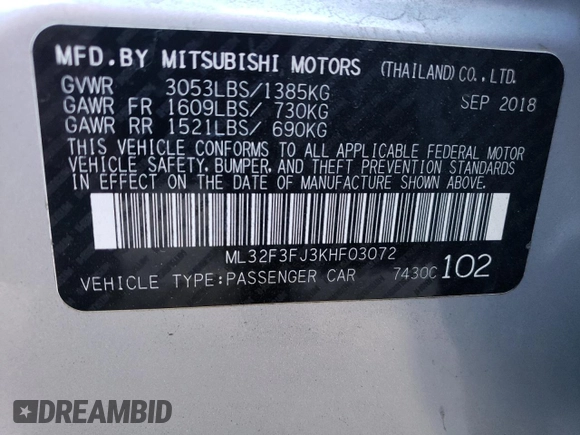 MFD.BY MITSUBISHI MOTORS (THAILAND)CO.,LTD.
GVWR 3053LBS/1385KG SEP 2018
GAWR FR 1609LBS/ 730KG
GAWR RR 1521LBS/ 690KG
THIS VEHICLE CONFORMS TO ALL APPLICABLE FEDERAL MOTOR
VEHICLE SAFETY, BUMPER, AND THEFT PREVENTION STANDARDS
IN EFFECT ON THE DATE OF MANUFACTURE SHOWN ABOVE.
ML32F3FJ3KHF03072
VEHICLE TYPE:PASSENGER CAR 7430C 102
DREAMBID